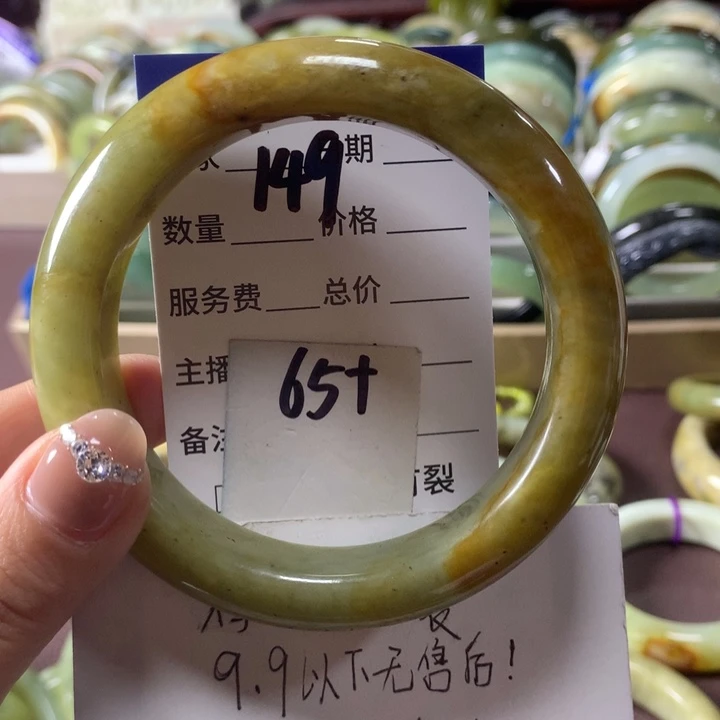 149 期
数量 价格
服务费 总价
主播
65+
备注
裂
9.9以下无售后!